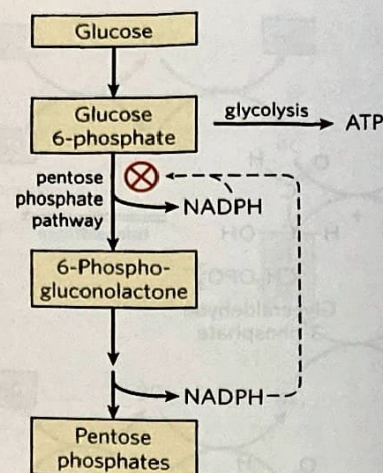 Glucose
Glucose
6-phosphate
glycolysis
ATP
pentose
phosphate
pathway
NADPH
6-Phospho-
gluconolactone
NADPH
Pentose
phosphates